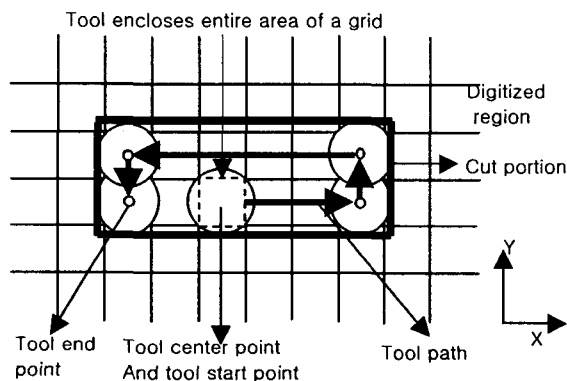 Tool encloses entire area of a grid
Digitized
region
Cut portion
Y
X
Tool end
point
Tool center point
And tool start point
Tool path